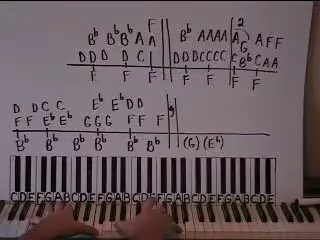 F 2
B♭ B♭ B♭ A A B♭ A A A A A G A F F
D D D D C D D D C C C C C B♭ C A A
F F F F F F F
D D C C E♭ E♭ D D
F F E♭ E♭ G G G F F F
B♭ B♭ B♭ B♭ B♭ (G) (E♭)
C D E F G A B C D E F G A B C D E F G A B C D E F G A B C D E